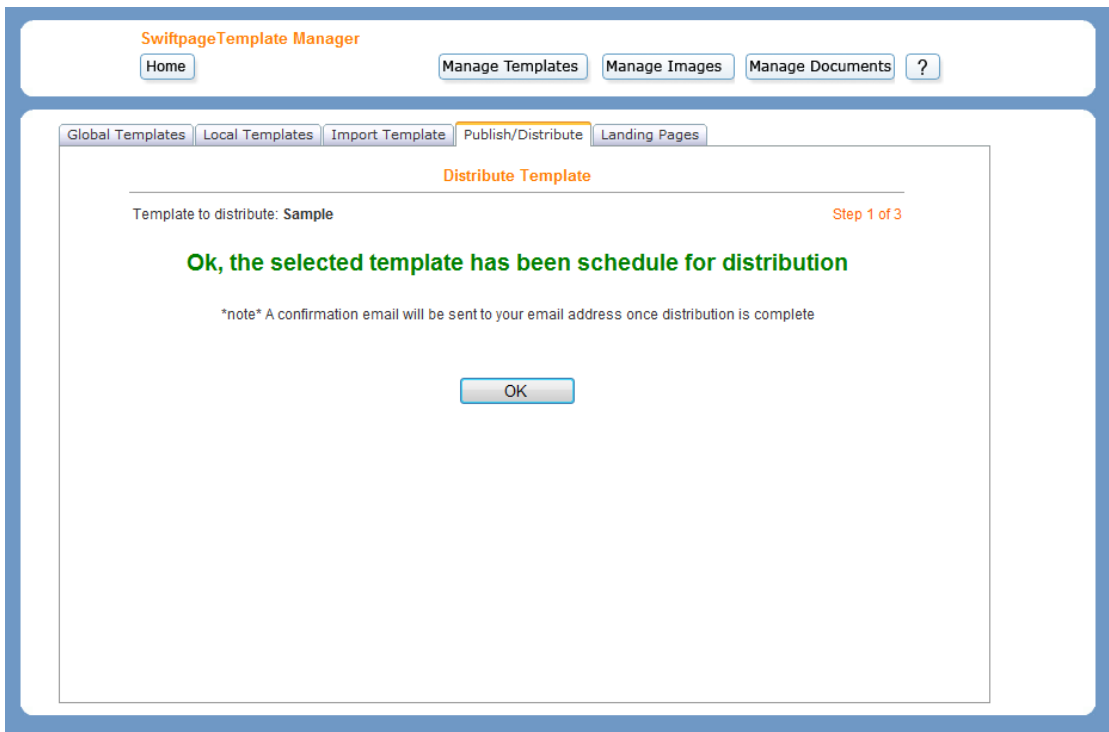 SwiftpageTemplate Manager
Home Manage Templates Manage Images Manage Documents ?
Global Templates Local Templates Import Template Publish/Distribute Landing Pages
Distribute Template
Template to distribute: Sample Step 1 of 3
Ok, the selected template has been schedule for distribution
*note* A confirmation email will be sent to your email address once distribution is complete
OK